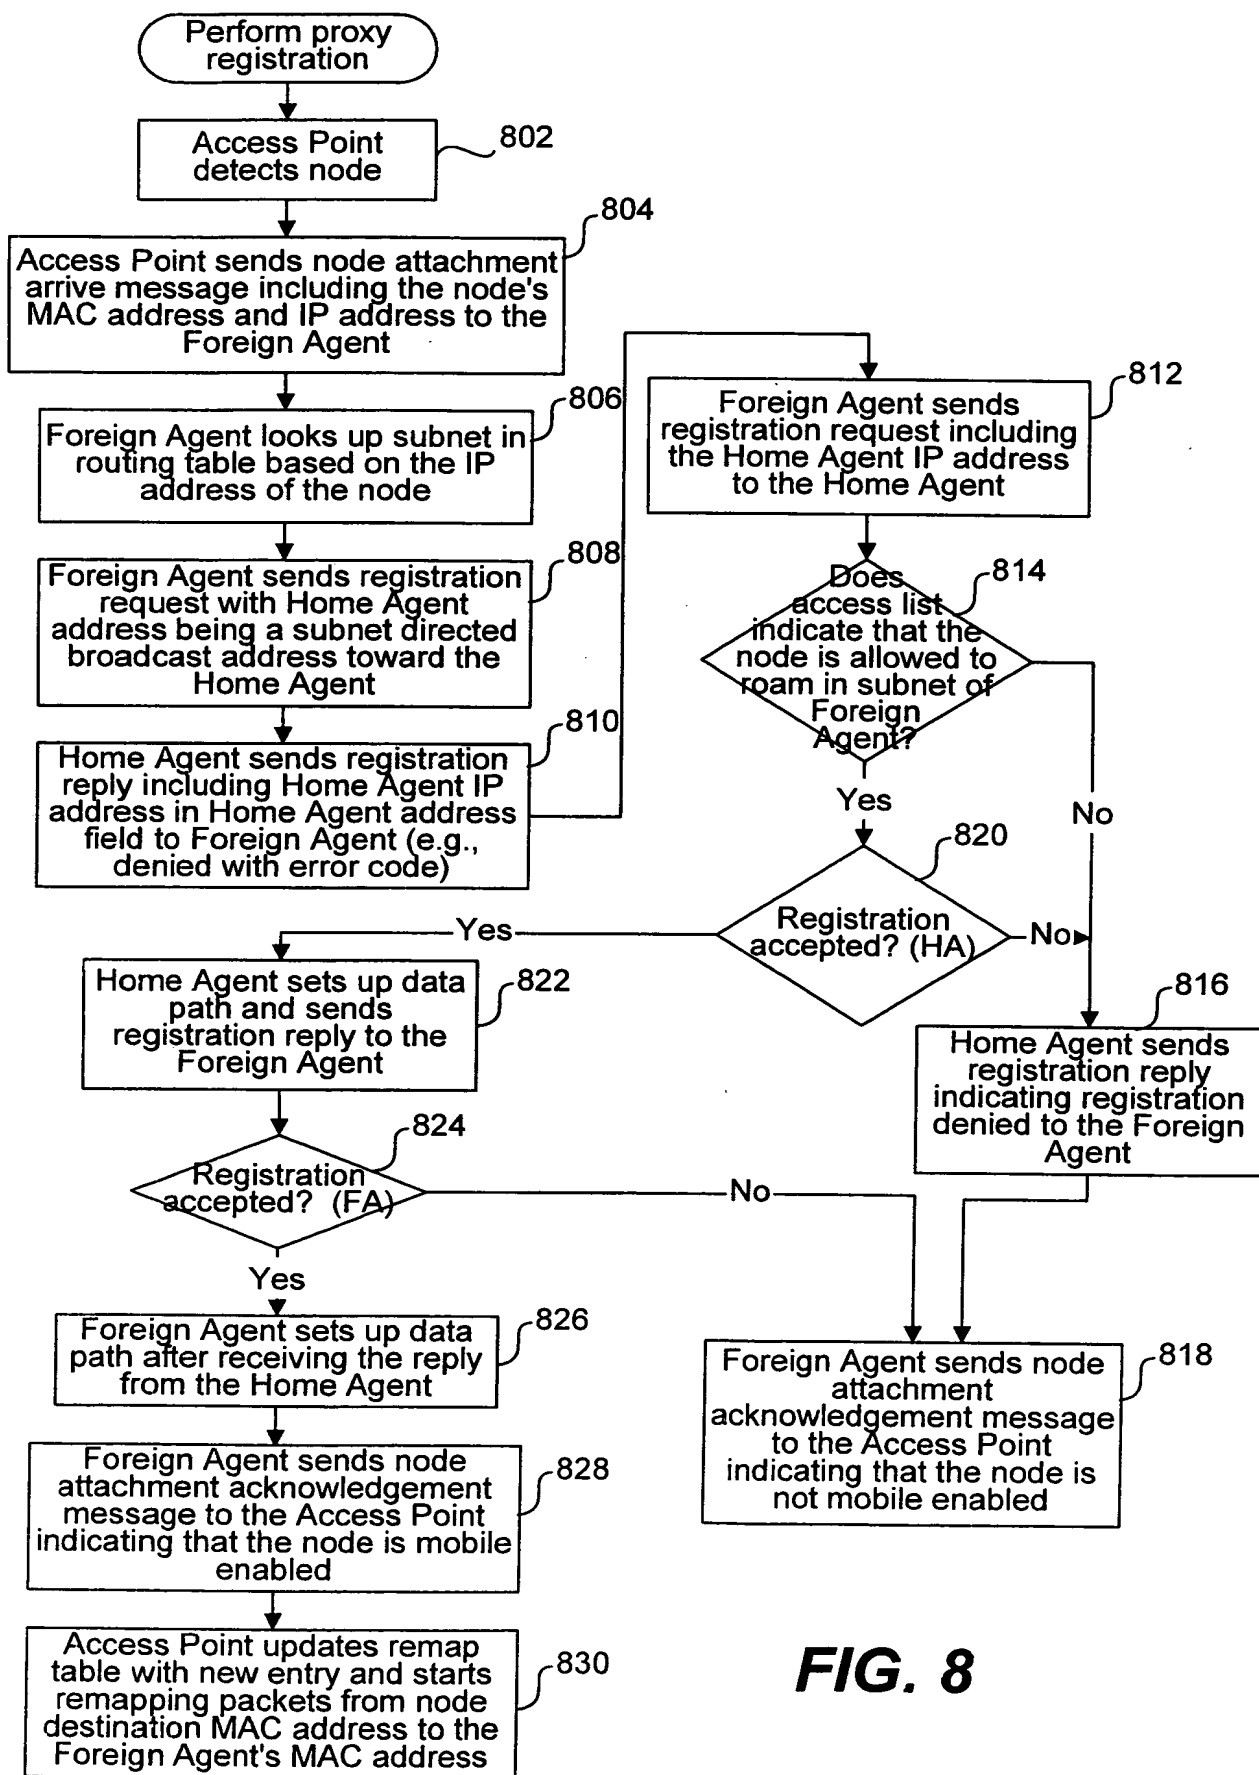 Perform proxy
registration
Access Point
detects node
802
804
Access Point sends node attachment
arrive message including the node's
MAC address and IP address to the
Foreign Agent
806
Foreign Agent looks up subnet in
routing table based on the IP
address of the node
808
Foreign Agent sends registration
request with Home Agent
address being a subnet directed
broadcast address toward the
Home Agent
810
Home Agent sends registration
reply including Home Agent IP
address in Home Agent address
field to Foreign Agent (e.g.,
denied with error code)
812
Foreign Agent sends
registration request including
the Home Agent IP address
to the Home Agent
814
Does
access list
indicate that the
node is allowed to
roam in subnet of
Foreign
Agent?
Yes
No
820
Registration
accepted? (HA)
No
Yes
822
Home Agent sets up data
path and sends
registration reply to the
Foreign Agent
816
Home Agent sends
registration reply
indicating registration
denied to the Foreign
Agent
824
Registration
accepted? (FA)
No
Yes
826
Foreign Agent sets up data
path after receiving the reply
from the Home Agent
818
Foreign Agent sends node
attachment
acknowledgement message
to the Access Point
indicating that the node is
not mobile enabled
828
Foreign Agent sends node
attachment acknowledgement
message to the Access Point
indicating that the node is mobile
enabled
830
Access Point updates remap
table with new entry and starts
remapping packets from node
destination MAC address to the
Foreign Agent's MAC address
FIG. 8